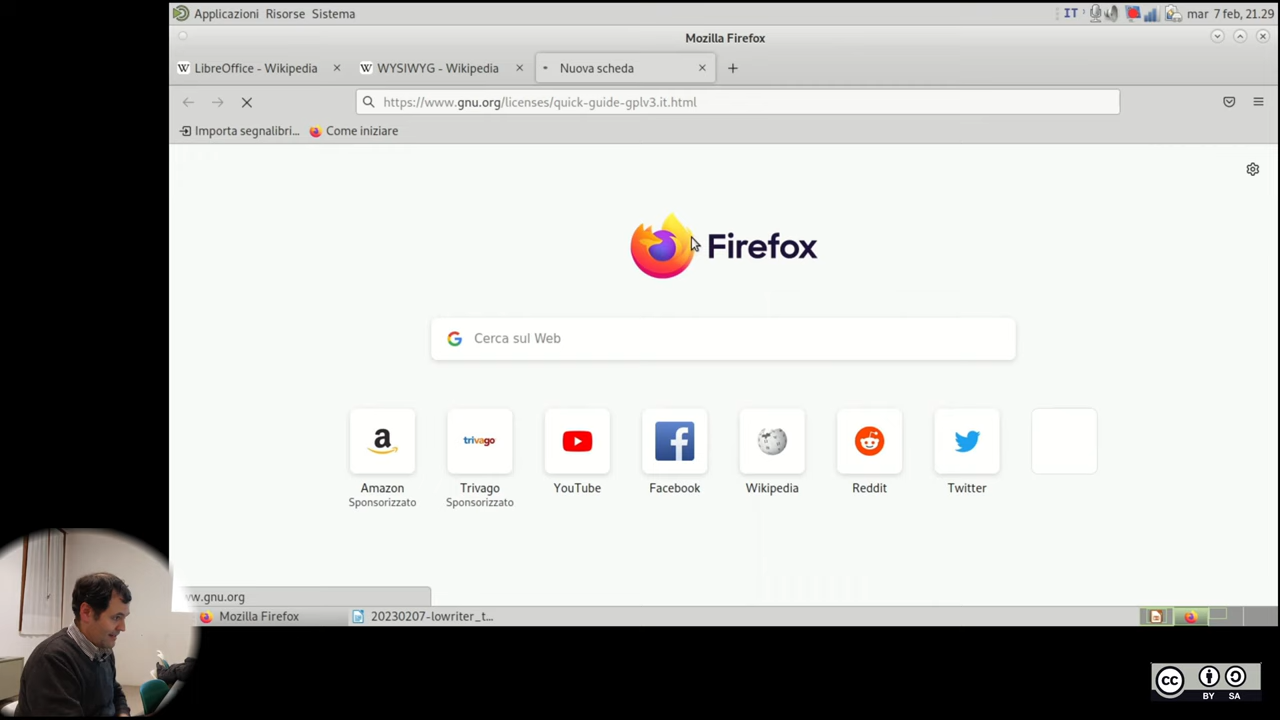 Applicazioni Risorse Sistema
IT
mar 7 feb, 21.29
Mozilla Firefox
W LibreOffice - Wikipedia
W WYSIWYG - Wikipedia
Nuova scheda
https://www.gnu.org/licenses/quick-guide-gplv3.it.html
Importa segnalibri...
Come iniziare
Firefox
G Cerca sul Web
a
trivago
f
Amazon
Trivago
YouTube
Facebook
Wikipedia
Reddit
Twitter
Sponsorizzato
Sponsorizzato
ww.gnu.org
Mozilla Firefox
20230207-lowriter_t...
cc
BY SA